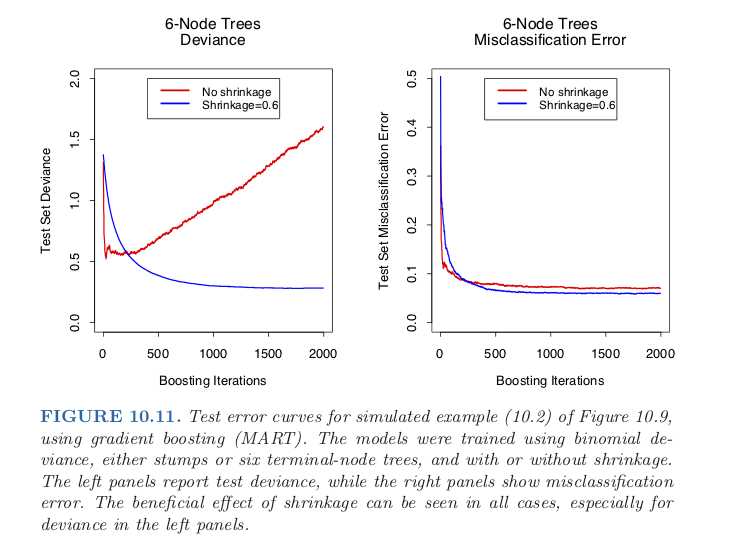 6-Node Trees
Deviance
Test Set Deviance
2.0
1.5
1.0
0.5
0.0
No shrinkage
Shrinkage=0.6
0 500 1000 1500 2000
Boosting Iterations
6-Node Trees
Misclassification Error
Test Set Misclassification Error
0.5
0.4
0.3
0.2
0.1
0.0
No shrinkage
Shrinkage=0.6
0 500 1000 1500 2000
Boosting Iterations
FIGURE 10.11. Test error curves for simulated example (10.2) of Figure 10.9,
using gradient boosting (MART). The models were trained using binomial de-
viance, either stumps or six terminal-node trees, and with or without shrinkage.
The left panels report test deviance, while the right panels show misclassification
error. The beneficial effect of shrinkage can be seen in all cases, especially for
deviance in the left panels.